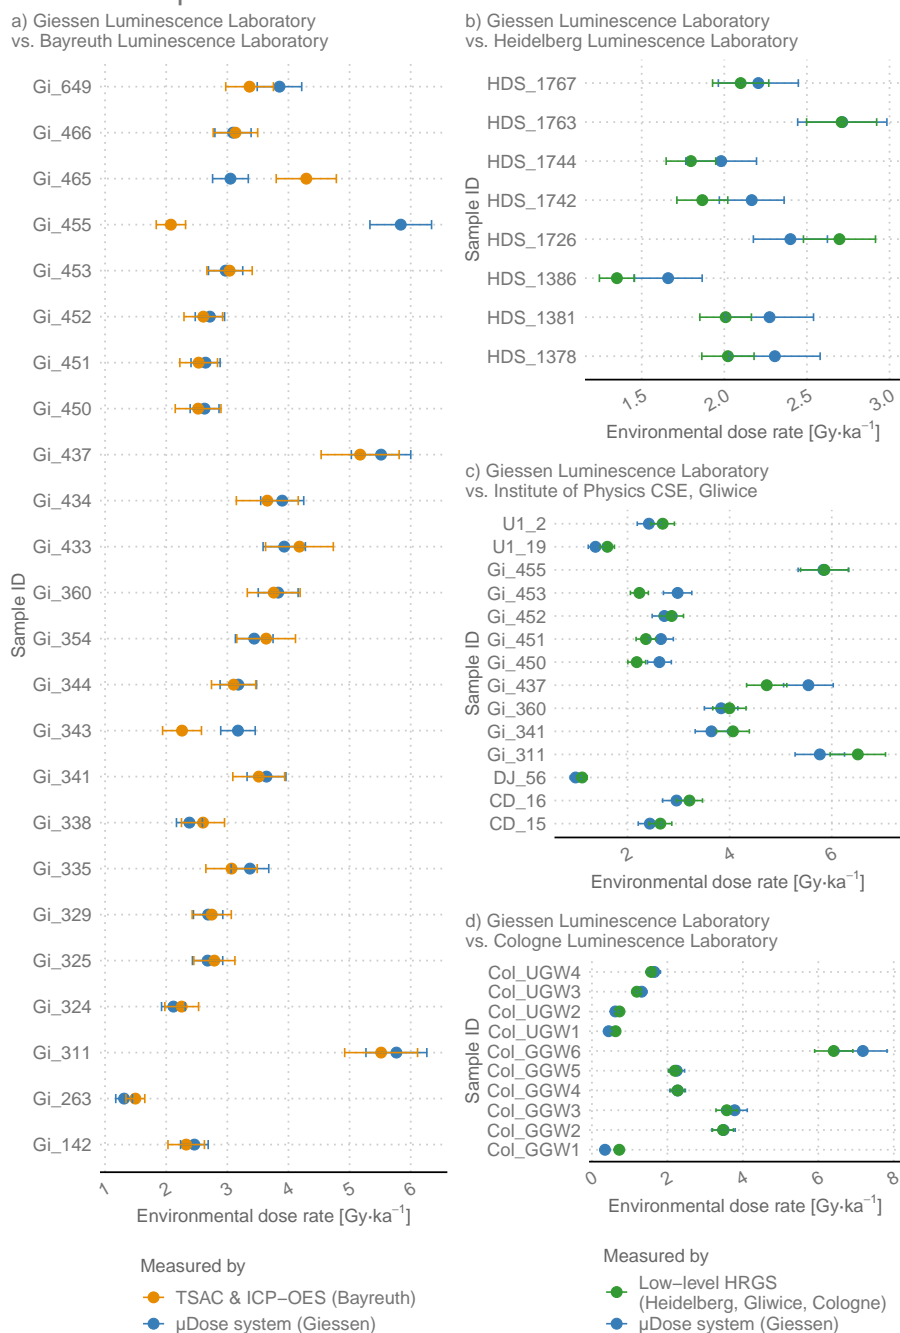 a) Giessen Luminescence Laboratory
vs. Bayreuth Luminescence Laboratory
Gi_649
Gi_466
Gi_465
Gi_455
Gi_453
Gi_452
Gi_451
Gi_450
Gi_437
Gi_434
Gi_433
Gi_360
Gi_354
Gi_344
Gi_343
Gi_341
Gi_338
Gi_335
Gi_329
Gi_325
Gi_324
Gi_311
Gi_263
Gi_142
Sample ID
1 2 3 4 5 6
Environmental dose rate [Gy·ka⁻¹]
Measured by
TSAC & ICP−OES (Bayreuth)
µDose system (Giessen)
b) Giessen Luminescence Laboratory
vs. Heidelberg Luminescence Laboratory
HDS_1767
HDS_1763
HDS_1744
HDS_1742
HDS_1726
HDS_1386
HDS_1381
HDS_1378
Sample ID
1.5 2.0 2.5 3.0
Environmental dose rate [Gy·ka⁻¹]
c) Giessen Luminescence Laboratory
vs. Institute of Physics CSE, Gliwice
U1_2
U1_19
Gi_455
Gi_453
Gi_452
Gi_451
Gi_450
Gi_437
Gi_360
Gi_341
Gi_311
DJ_56
CD_16
CD_15
Sample ID
2 4 6
Environmental dose rate [Gy·ka⁻¹]
d) Giessen Luminescence Laboratory
vs. Cologne Luminescence Laboratory
Col_UGW4
Col_UGW3
Col_UGW2
Col_UGW1
Col_GGW6
Col_GGW5
Col_GGW4
Col_GGW3
Col_GGW2
Col_GGW1
Sample ID
0 2 4 6 8
Environmental dose rate [Gy·ka⁻¹]
Measured by
Low−level HRGS
(Heidelberg, Gliwice, Cologne)
µDose system (Giessen)